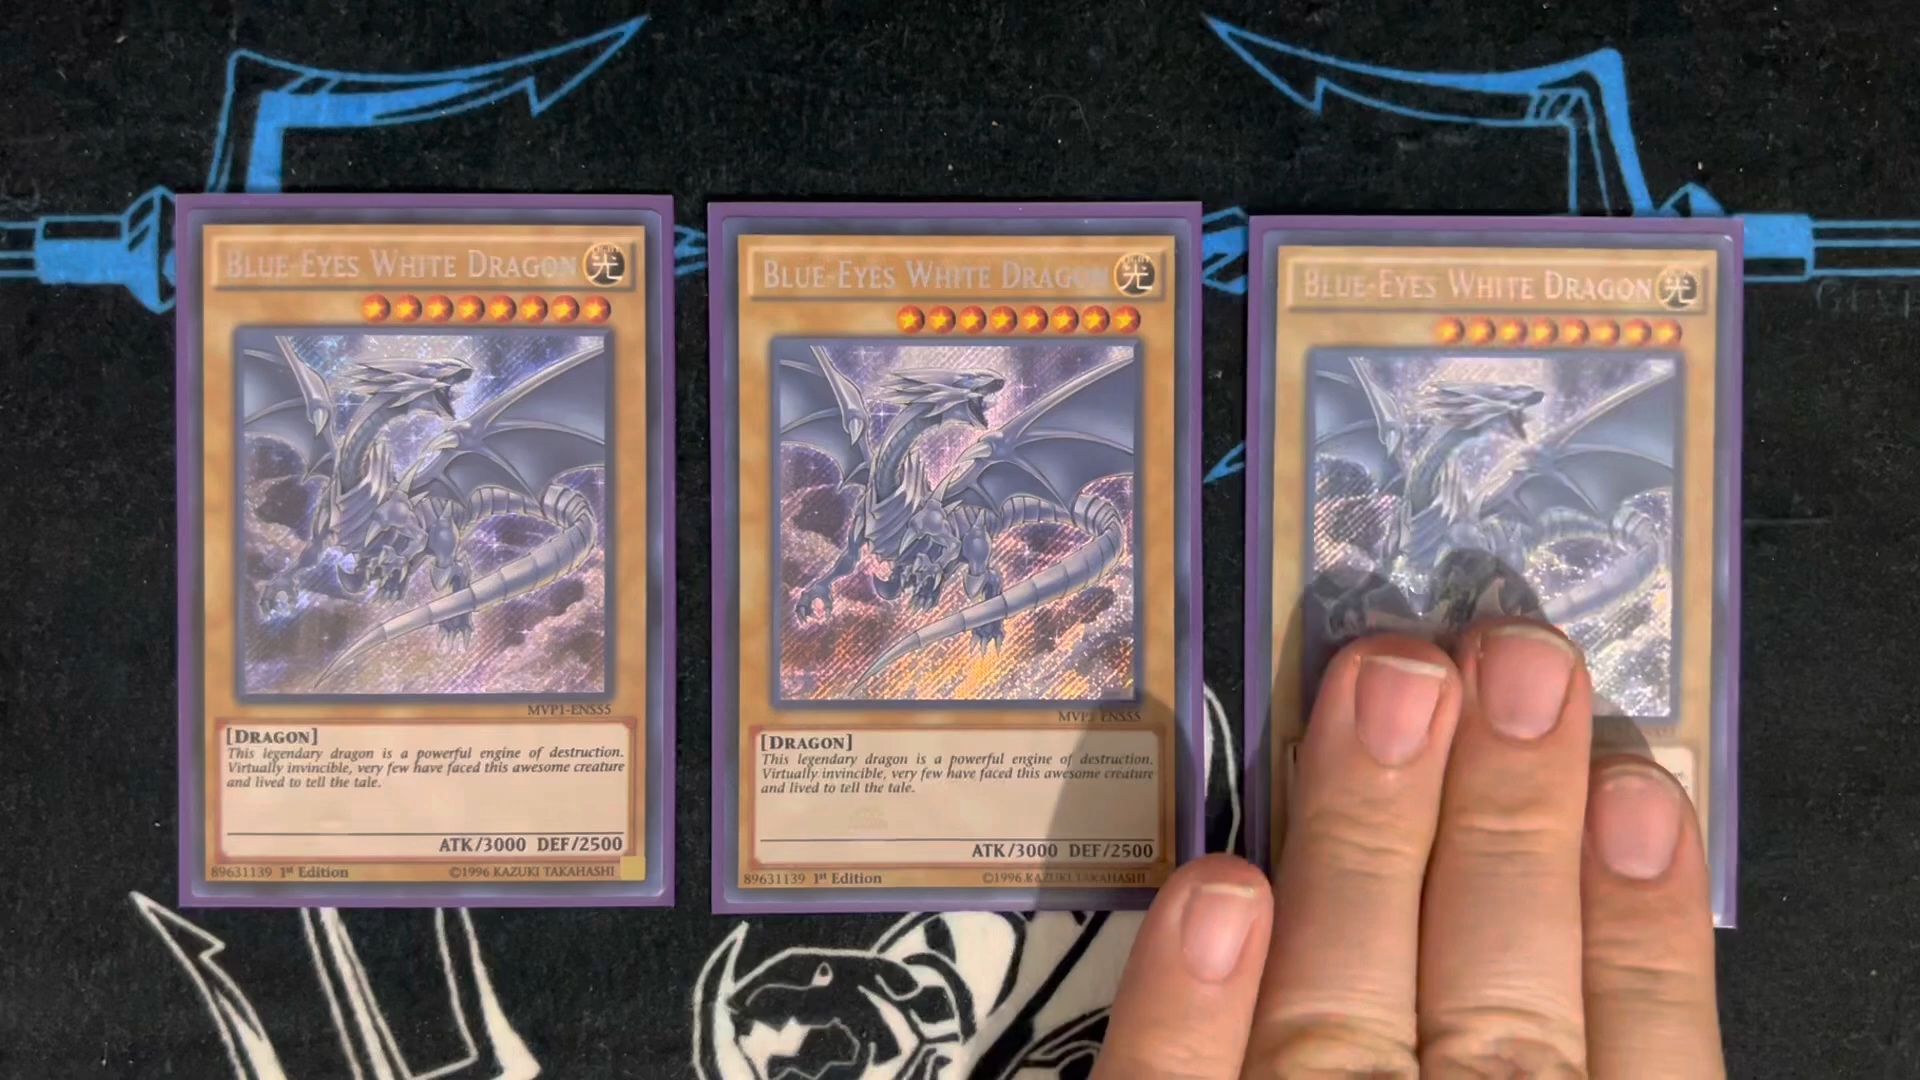 BLUE-EYES WHITE DRAGON
LIGHT
光
MVP1-ENS55
[DRAGON]
This legendary dragon is a powerful engine of destruction.
Virtually invincible, very few have faced this awesome creature
and lived to tell the tale.
ATK/3000 DEF/2500
89631139 1st Edition ©1996 KAZUKI TAKAHASHI
BLUE-EYES WHITE DRAGON
LIGHT
光
MVP1-ENS55
[DRAGON]
This legendary dragon is a powerful engine of destruction.
Virtually invincible, very few have faced this awesome creature
and lived to tell the tale.
ATK/3000 DEF/2500
89631139 1st Edition ©1996 KAZUKI TAKAHASHI
BLUE-EYES WHITE DRAGON
光